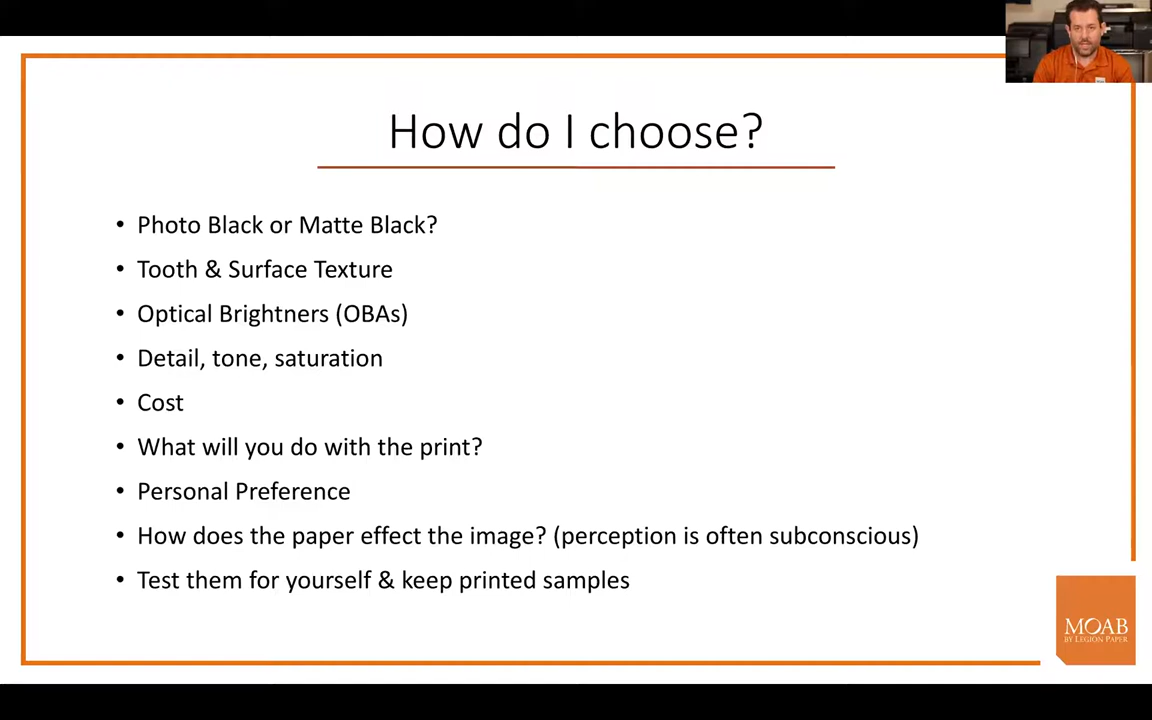 How do I choose?
• Photo Black or Matte Black?
• Tooth & Surface Texture
• Optical Brightners (OBAs)
• Detail, tone, saturation
• Cost
• What will you do with the print?
• Personal Preference
• How does the paper effect the image? (perception is often subconscious)
• Test them for yourself & keep printed samples
MOAB
BY LEGION PAPER